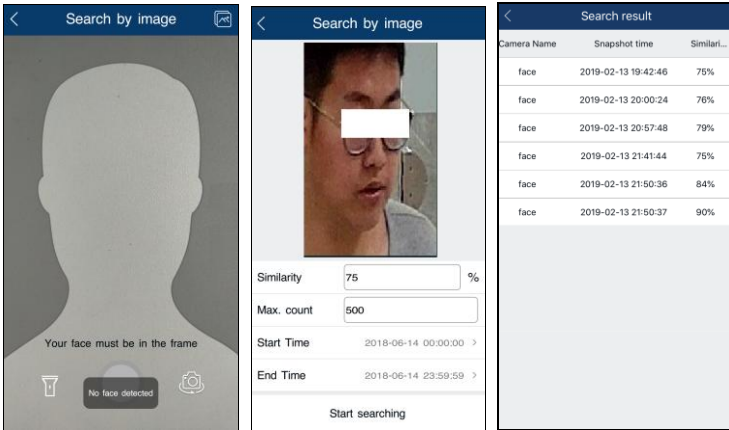 Search by image
Your face must be in the frame
No face detected
Search by image
Similarity 75 %
Max. count 500
Start Time 2018-06-14 00:00:00 >
End Time 2018-06-14 23:59:59 >
Start searching
Search result
Camera Name Snapshot time Similari...
face 2019-02-13 19:42:46 75%
face 2019-02-13 20:00:24 76%
face 2019-02-13 20:57:48 79%
face 2019-02-13 21:41:44 75%
face 2019-02-13 21:50:36 84%
face 2019-02-13 21:50:37 90%